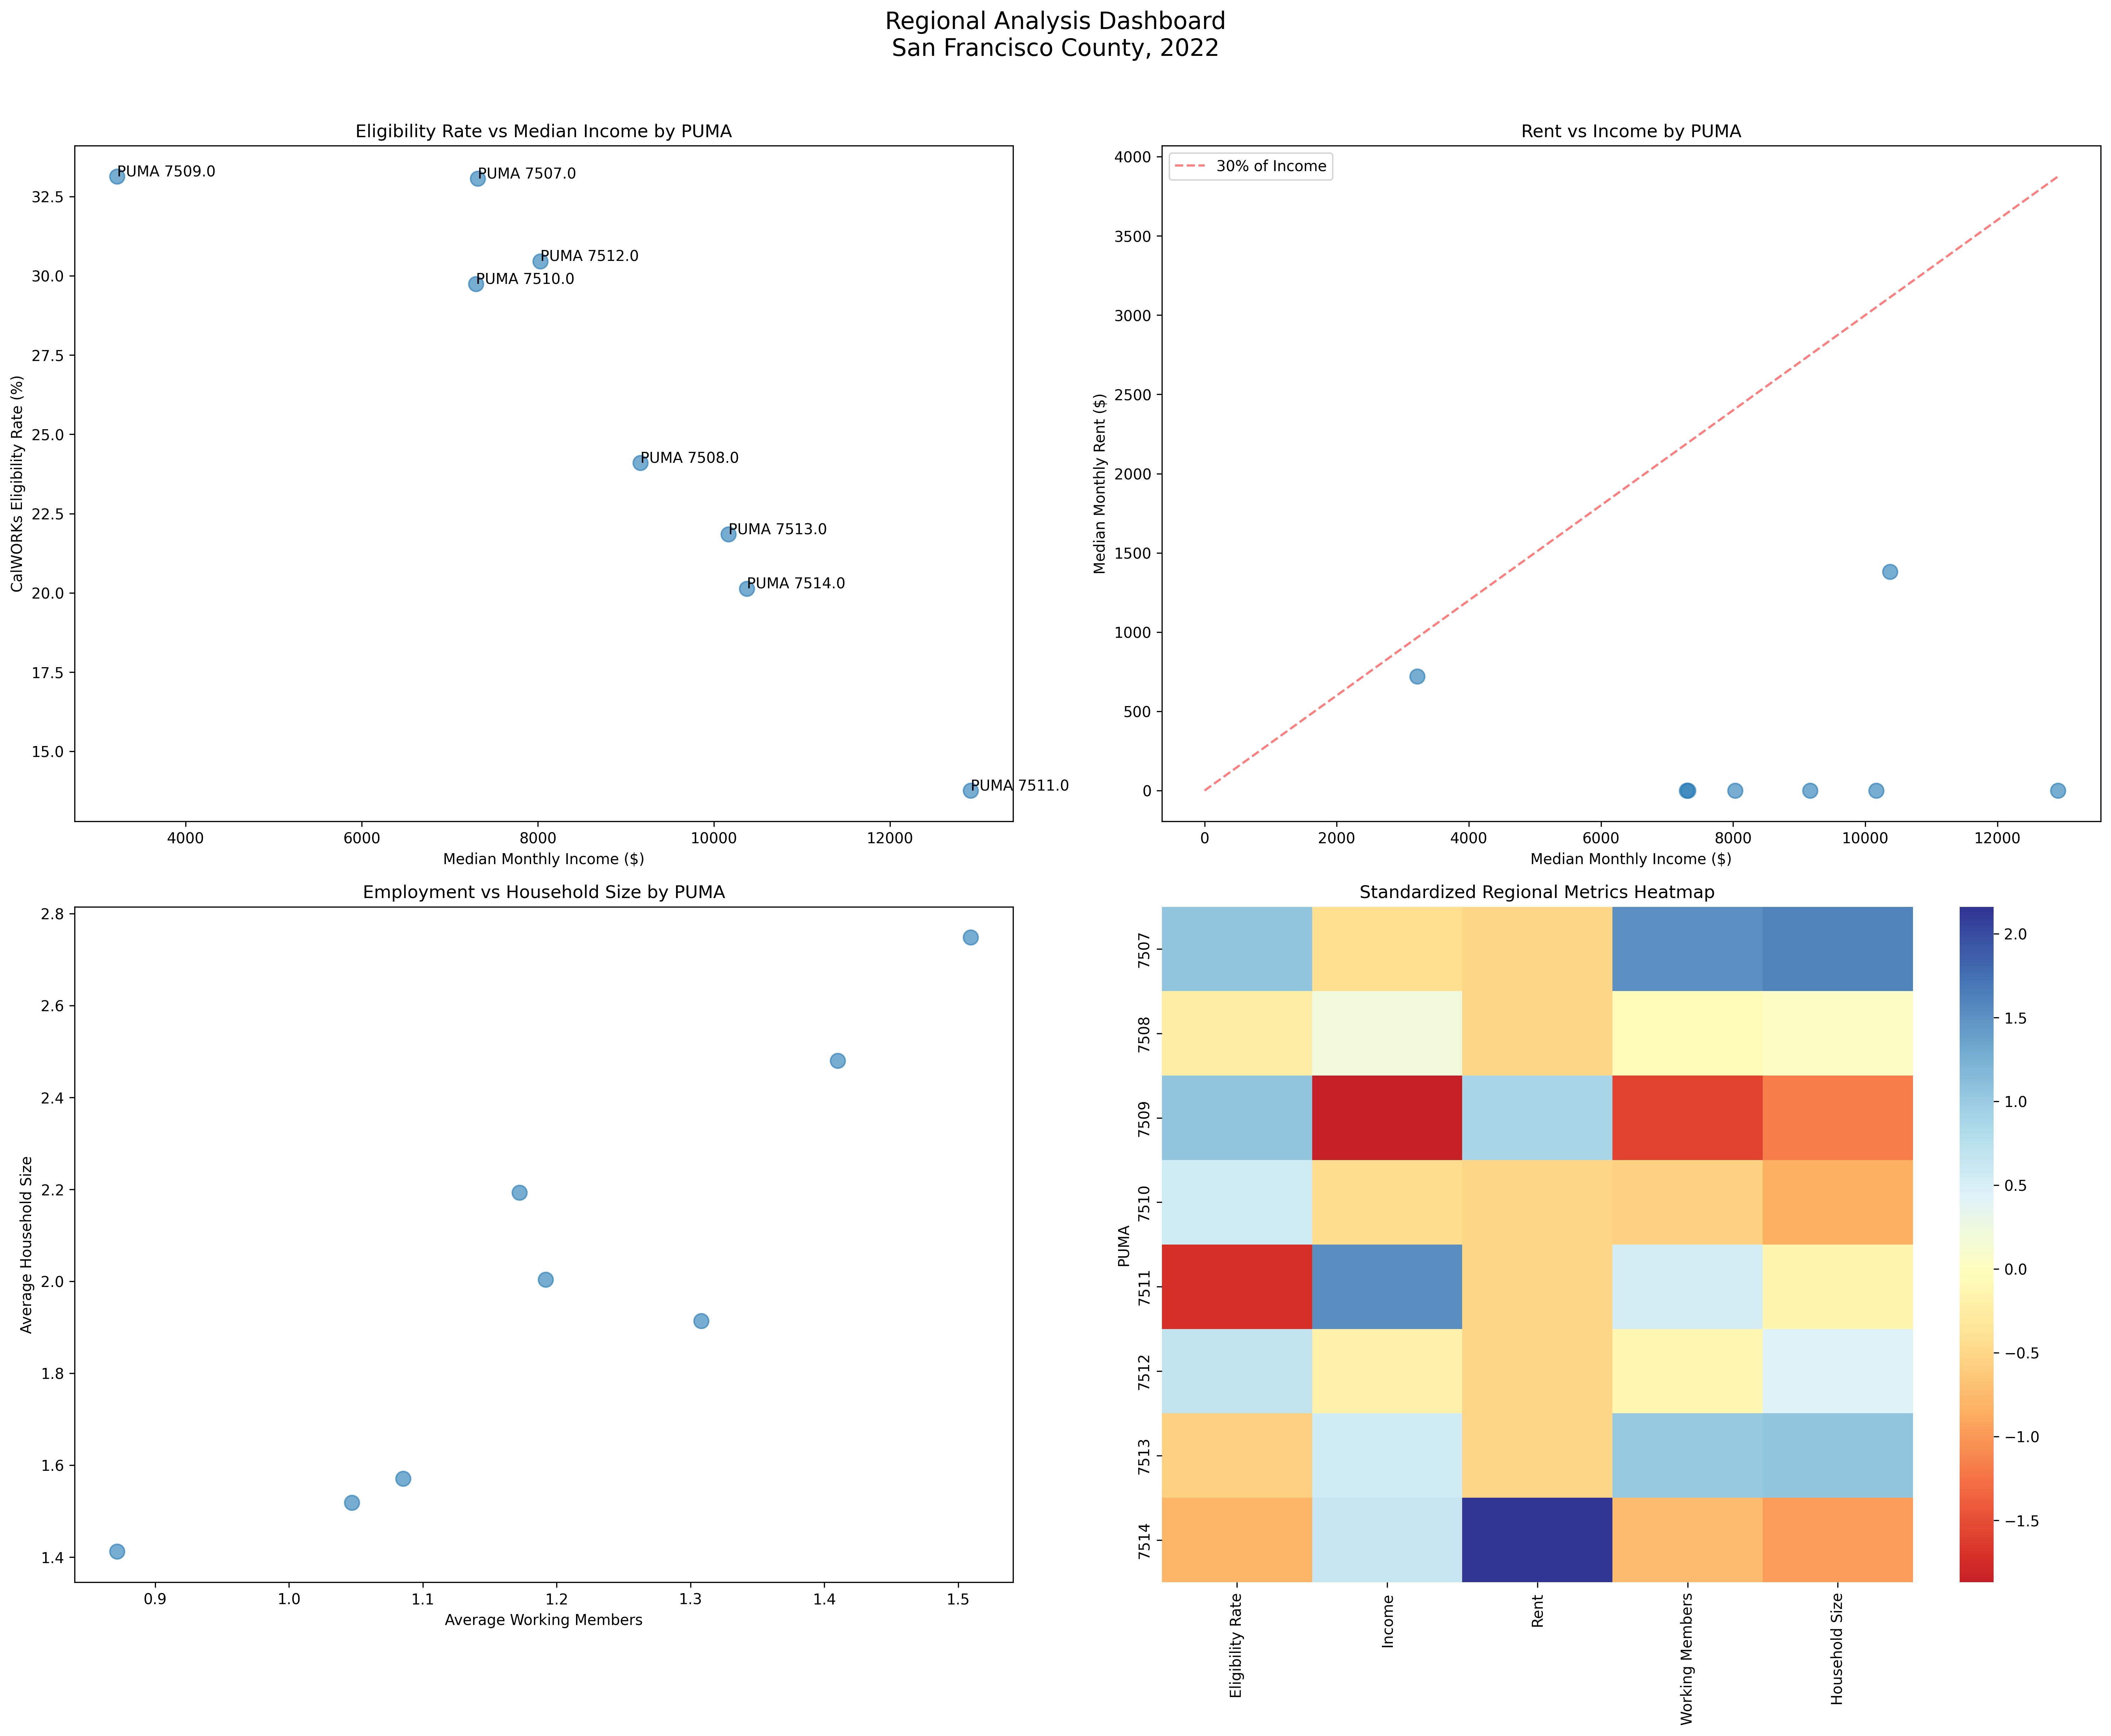 Regional Analysis Dashboard
San Francisco County, 2022
Eligibility Rate vs Median Income by PUMA
CalWORKs Eligibility Rate (%)
32.5
30.0
27.5
25.0
22.5
20.0
17.5
15.0
PUMA 7509.0
PUMA 7507.0
PUMA 7512.0
PUMA 7510.0
PUMA 7508.0
PUMA 7513.0
PUMA 7514.0
PUMA 7511.0
4000 6000 8000 10000 12000
Median Monthly Income ($)
Rent vs Income by PUMA
30% of Income
Median Monthly Rent ($)
4000
3500
3000
2500
2000
1500
1000
500
0
0 2000 4000 6000 8000 10000 12000
Median Monthly Income ($)
Employment vs Household Size by PUMA
Average Household Size
2.8
2.6
2.4
2.2
2.0
1.8
1.6
1.4
0.9 1.0 1.1 1.2 1.3 1.4 1.5
Average Working Members
Standardized Regional Metrics Heatmap
PUMA
7507
7508
7509
7510
7511
7512
7513
7514
Eligibility Rate
Income
Rent
Working Members
Household Size
2.0
1.5
1.0
0.5
0.0
−0.5
−1.0
−1.5